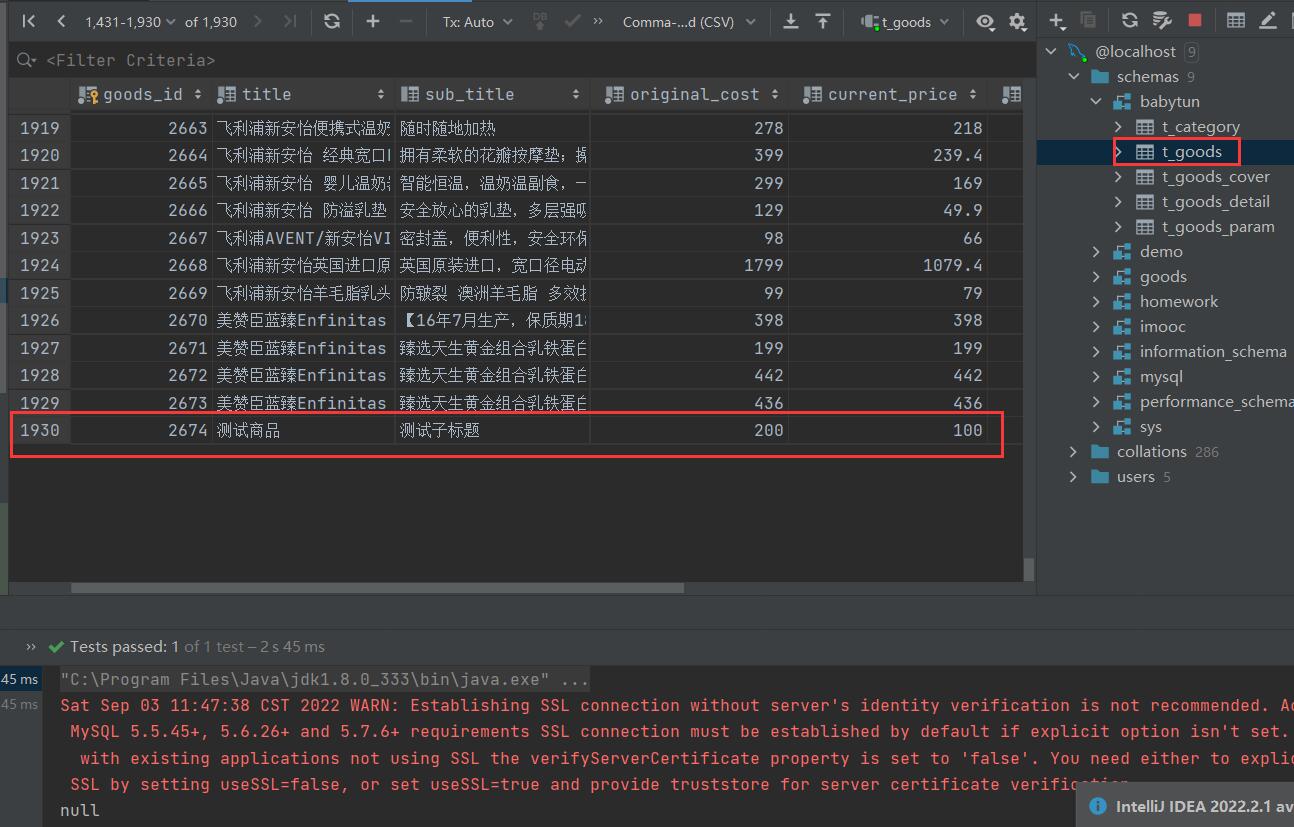 1,431-1,930 of 1,930 Tx: Auto DB Comma-...d (CSV) t_goods
<Filter Criteria>
goods_id title sub_title original_cost current_price
1919 2663 飞利浦新安怡便携式温奶 随时随地加热 278 218
1920 2664 飞利浦新安怡 经典宽口 拥有柔软的花瓣按摩垫; 399 239.4
1921 2665 飞利浦新安怡 婴儿温奶 智能恒温，温奶温副食，一 299 169
1922 2666 飞利浦新安怡 防溢乳垫 安全放心的乳垫，多层强吸 129 49.9
1923 2667 飞利浦AVENT/新安怡VI 密封盖，便利性，安全环保 98 66
1924 2668 飞利浦新安怡英国进口原 英国原装进口，宽口径电动 1799 1079.4
1925 2669 飞利浦新安怡羊毛脂乳头 防皲裂 澳洲羊毛脂 多效 99 79
1926 2670 美赞臣蓝臻Enfinitas 【16年7月生产，保质期18 398 398
1927 2671 美赞臣蓝臻Enfinitas 臻选天生黄金组合乳铁蛋白 199 199
1928 2672 美赞臣蓝臻Enfinitas 臻选天生黄金组合乳铁蛋白 442 442
1929 2673 美赞臣蓝臻Enfinitas 臻选天生黄金组合乳铁蛋白 436 436
1930 2674 测试商品 测试子标题 200 100
@localhost 9
schemas 9
babytun
t_category
t_goods
t_goods_cover
t_goods_detail
t_goods_param
demo
goods
homework
imooc
information_schema
mysql
performance_schema
sys
collations 286
users 5
Tests passed: 1 of 1 test – 2 s 45 ms
45 ms
45 ms
"C:\Program Files\Java\jdk1.8.0_333\bin\java.exe" ...
Sat Sep 03 11:47:38 CST 2022 WARN: Establishing SSL connection without server's identity verification is not recommended. Ac
MySQL 5.5.45+, 5.6.26+ and 5.7.6+ requirements SSL connection must be established by default if explicit option isn't set.
with existing applications not using SSL the verifyServerCertificate property is set to 'false'. You need either to explic
SSL by setting useSSL=false, or set useSSL=true and provide truststore for server certificate verification
null
IntelliJ IDEA 2022.2.1 av